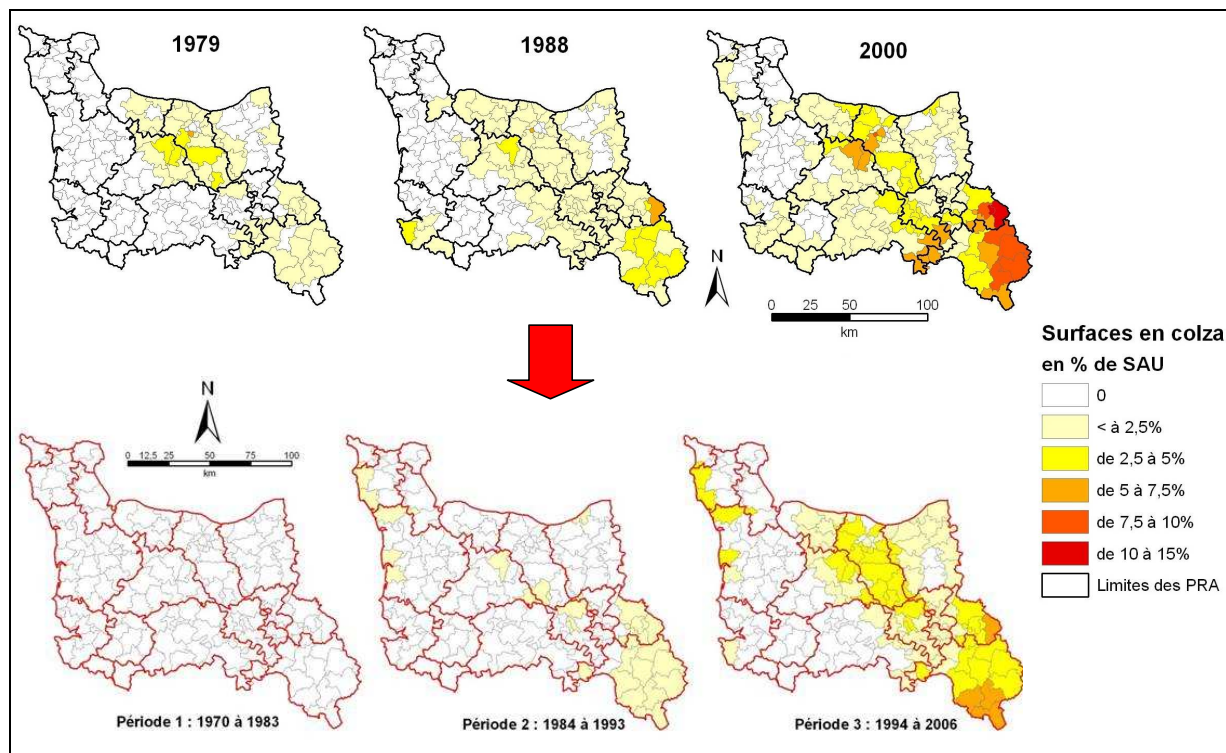 1979
1988
2000
N
0 25 50 100
km
Surfaces en colza
en % de SAU
0
< à 2,5%
de 2,5 à 5%
de 5 à 7,5%
de 7,5 à 10%
de 10 à 15%
Limites des PRA
N
0 12,5 25 50 75 100
km
Période 1 : 1970 à 1983
Période 2 : 1984 à 1993
Période 3 : 1994 à 2006